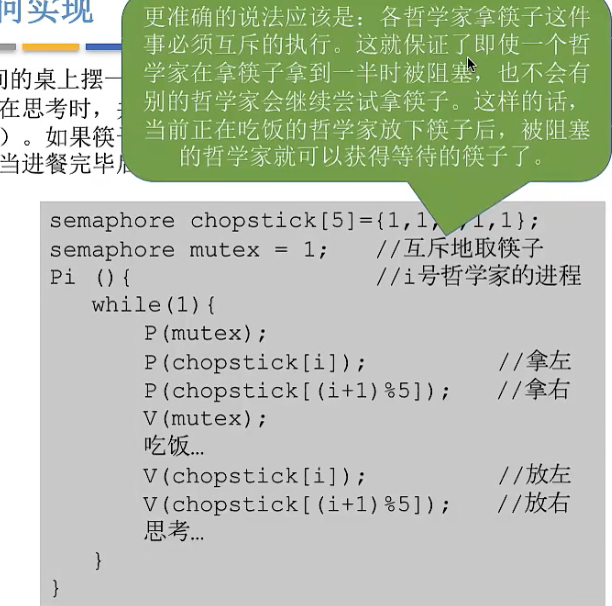 何实现
更准确的说法应该是：各哲学家拿筷子这件
事必须互斥的执行。这就保证了即使一个哲
学家在拿筷子拿到一半时被阻塞，也不会有
别的哲学家会继续尝试拿筷子。这样的话，
当前正在吃饭的哲学家放下筷子后，被阻塞
的哲学家就可以获得等待的筷子了。
间的桌上摆一
在思考时，
）。如果筷
当进餐完毕
semaphore chopstick[5]={1,1, ,1,1};
semaphore mutex = 1; //互斥地取筷子
Pi (){ //i号哲学家的进程
while(1){
P(mutex);
P(chopstick[i]); //拿左
P(chopstick[(i+1)%5]); //拿右
V(mutex);
吃饭…
V(chopstick[i]); //放左
V(chopstick[(i+1)%5]); //放右
思考…
}
}